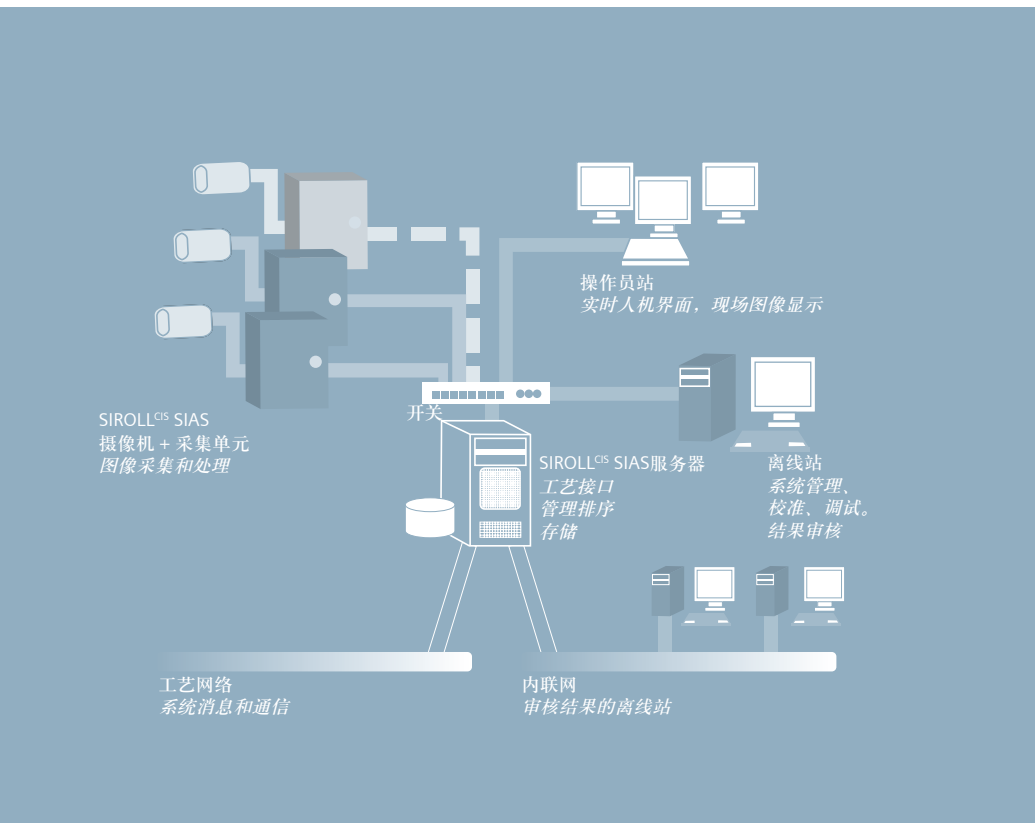 操作员站
实时人机界面，现场图像显示
开关
SIROLLCIS SIAS
摄像机 + 采集单元
图像采集和处理
SIROLLCIS SIAS服务器
工艺接口
管理排序
存储
离线站
系统管理、
校准、调试。
结果审核
工艺网络
系统消息和通信
内联网
审核结果的离线站